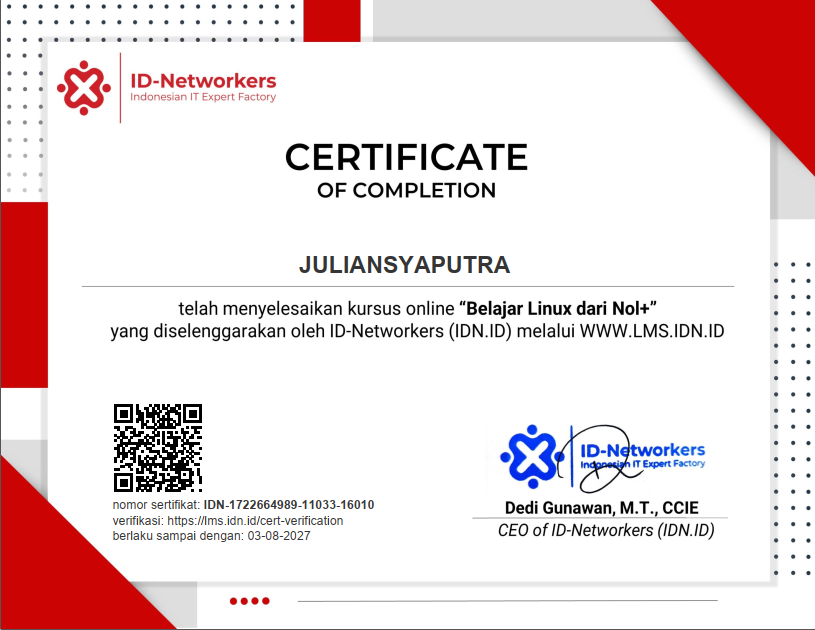 ID-Networkers
Indonesian IT Expert Factory
CERTIFICATE
OF COMPLETION
JULIANSYAPUTRA
telah menyelesaikan kursus online “Belajar Linux dari Nol+”
yang diselenggarakan oleh ID-Networkers (IDN.ID) melalui WWW.LMS.IDN.ID
nomor sertifikat: IDN-1722664989-11033-16010
verifikasi: https://lms.idn.id/cert-verification
berlaku sampai dengan: 03-08-2027
ID-Networkers
Indonesian IT Expert Factory
Dedi Gunawan, M.T., CCIE
CEO of ID-Networkers (IDN.ID)